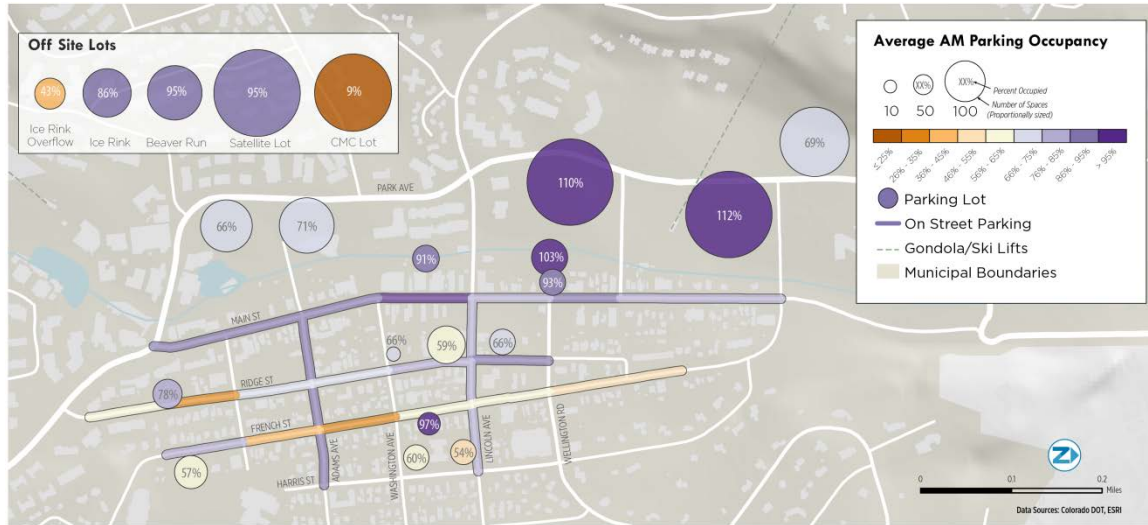 Off Site Lots
43%
86%
95%
95%
9%
Ice Rink
Overflow
Ice Rink
Beaver Run
Satellite Lot
CMC Lot
Average AM Parking Occupancy
XX%
XX%
Percent Occupied
Number of Spaces
(Proportionally sized)
10
50
100
≤ 25%
26% - 35%
36% - 45%
46% - 55%
56% - 65%
66% - 75%
76% - 85%
86% - 95%
> 95%
Parking Lot
On Street Parking
Gondola/Ski Lifts
Municipal Boundaries
69%
PARK AVE
110%
112%
66%
71%
91%
103%
93%
MAIN ST
66%
59%
66%
78%
RIDGE ST
FRENCH ST
97%
57%
60%
54%
HARRIS ST
ADAMS AVE
WASHINGTON AVE
LINCOLN AVE
WELLINGTON RD
Z
0
0.1
0.2
Miles
Data Sources: Colorado DOT, ESRI